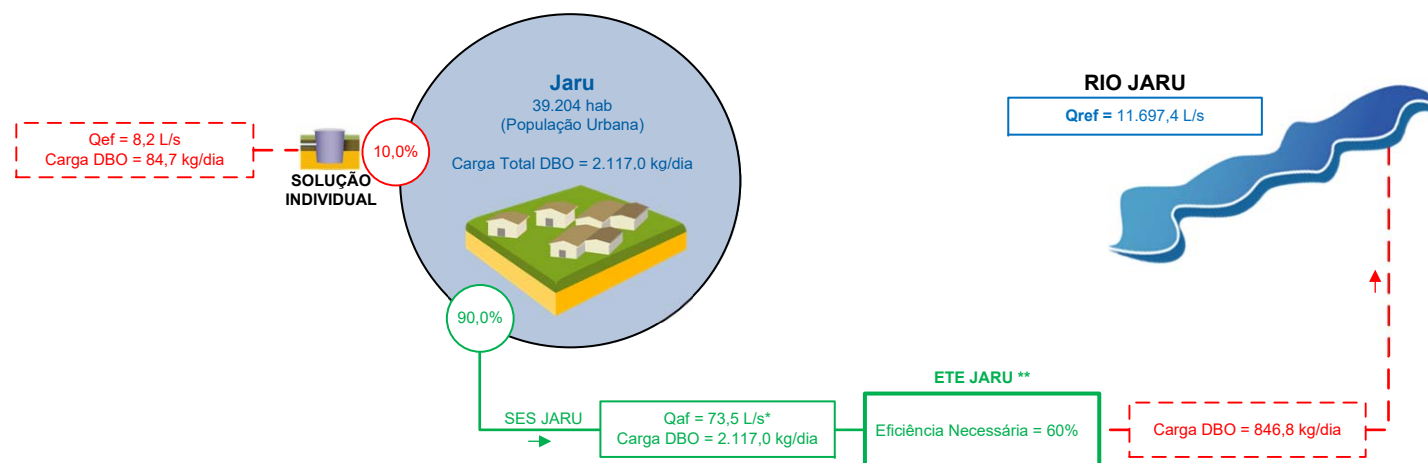 Jaru
39.204 hab
(População Urbana)
Carga Total DBO = 2.117,0 kg/dia
Qef = 8,2 L/s
Carga DBO = 84,7 kg/dia
SOLUÇÃO
INDIVIDUAL
10,0%
90,0%
RIO JARU
Qref = 11.697,4 L/s
SES JARU
Qaf = 73,5 L/s*
Carga DBO = 2.117,0 kg/dia
ETE JARU **
Eficiência Necessária = 60%
Carga DBO = 846,8 kg/dia